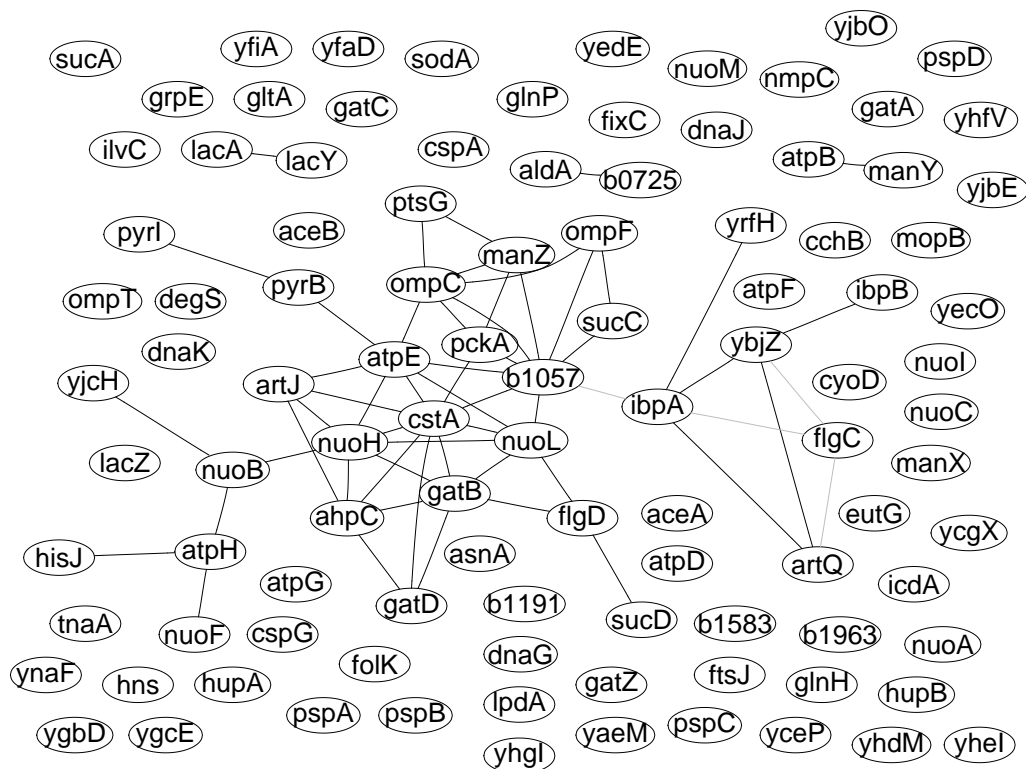 yjbO
yfiA
yfaD
yedE
sucA
sodA
pspD
nuoM
nmpC
grpE
gltA
gatC
glnP
fixC
gatA
yhfV
dnaJ
ilvC
lacA
lacY
cspA
aldA
b0725
atpB
manY
yjbE
ptsG
pyrI
aceB
ompF
yrfH
cchB
mopB
manZ
ompC
pyrB
ompT
degS
atpF
ibpB
yecO
sucC
dnaK
pckA
ybjZ
atpE
nuoI
yjcH
artJ
b1057
cyoD
ibpA
nuoC
cstA
nuoH
nuoL
flgC
lacZ
nuoB
manX
gatB
ahpC
flgD
aceA
eutG
ycgX
hisJ
atpH
asnA
atpD
artQ
icdA
atpG
gatD
b1191
tnaA
nuoF
cspG
sucD
b1583
b1963
nuoA
dnaG
folK
ynaF
hns
hupA
gatZ
ftsJ
glnH
hupB
lpdA
pspA
pspB
pspC
ygbD
ygcE
yaeM
yceP
yhdM
yheI
yhgI